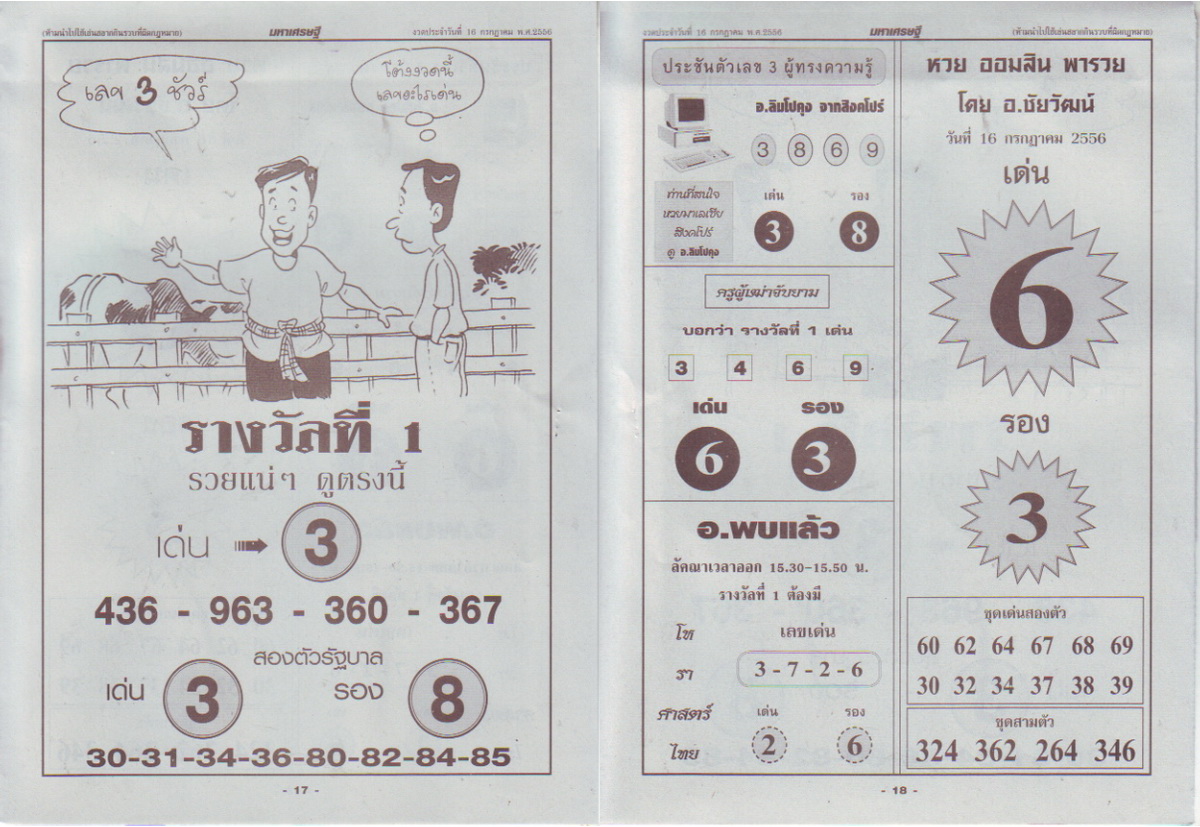 (ห้ามนำไปใช้เล่นสลากกินรวบที่ผิดกฎหมาย) มหาเศรษฐี งวดประจำวันที่ 16 กรกฎาคม พ.ศ.2556
เลข 3 ชัวร์
โต้งงวดนี้
เลขอะไรเด่น
รางวัลที่ 1
รวยแน่ๆ ดูตรงนี้
เด่น 3
436 - 963 - 360 - 367
สองตัวรัฐบาล
เด่น 3 รอง 8
30-31-34-36-80-82-84-85
- 17 -
งวดประจำวันที่ 16 กรกฎาคม พ.ศ.2556 มหาเศรษฐี (ห้ามนำไปใช้เล่นสลากกินรวบที่ผิดกฎหมาย)
ประชันตัวเลข 3 ผู้ทรงความรู้
อ.ลิมโปคุง จากสิงคโปร์
3 8 6 9
ท่านที่สนใจ
หวยมาเลเซีย
สิงคโปร์
ดู อ.ลิมโปคุง
เด่น รอง
3 8
ครูผู้เฒ่าจับยาม
บอกว่า รางวัลที่ 1 เด่น
3 4 6 9
เด่น รอง
6 3
อ.พบแล้ว
ลัคณาเวลาออก 15.30-15.50 น.
รางวัลที่ 1 ต้องมี
โห เลขเด่น
รา 3 - 7 - 2 - 6
ศาสตร์ เด่น รอง
ไทย 2 6
หวย ออมสิน พารวย
โดย อ.ชัยวัฒน์
วันที่ 16 กรกฎาคม 2556
เด่น
6
รอง
3
ชุดเด่นสองตัว
60 62 64 67 68 69
30 32 34 37 38 39
ชุดสามตัว
324 362 264 346
- 18 -